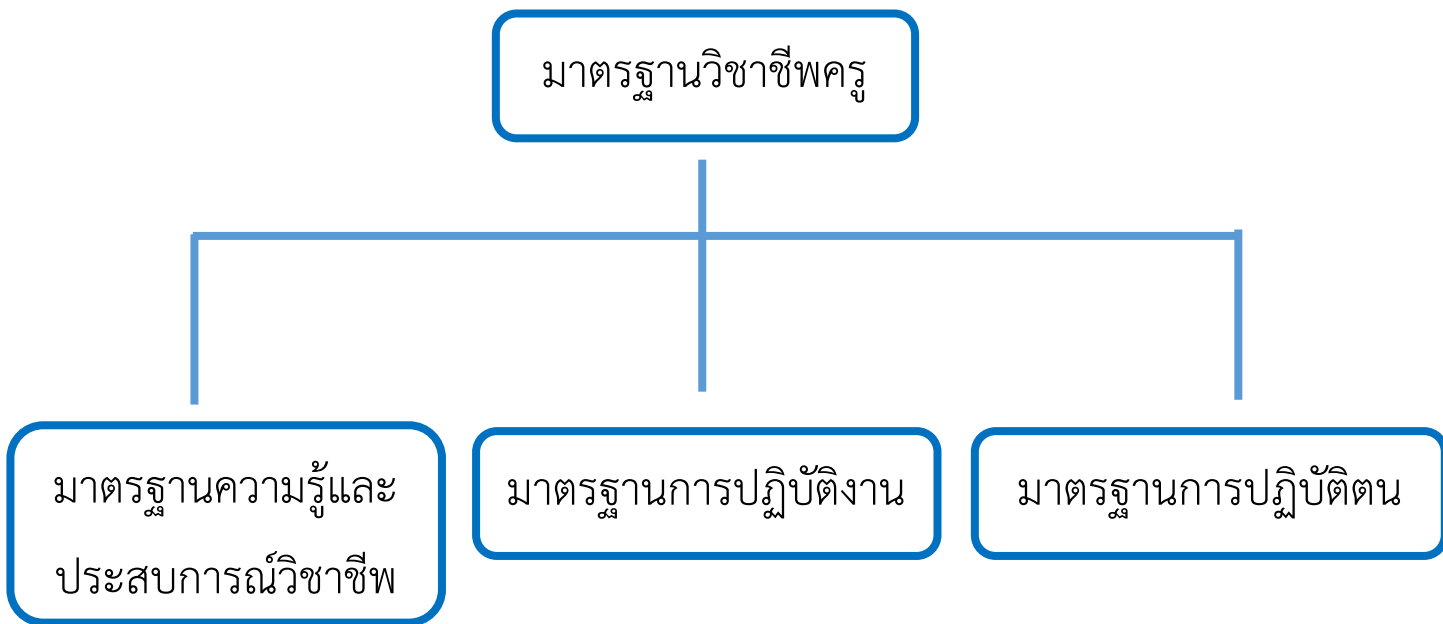 มาตรฐานวิชาชีพครู
มาตรฐานความรู้และ
ประสบการณ์วิชาชีพ
มาตรฐานการปฏิบัติงาน
มาตรฐานการปฏิบัติตน